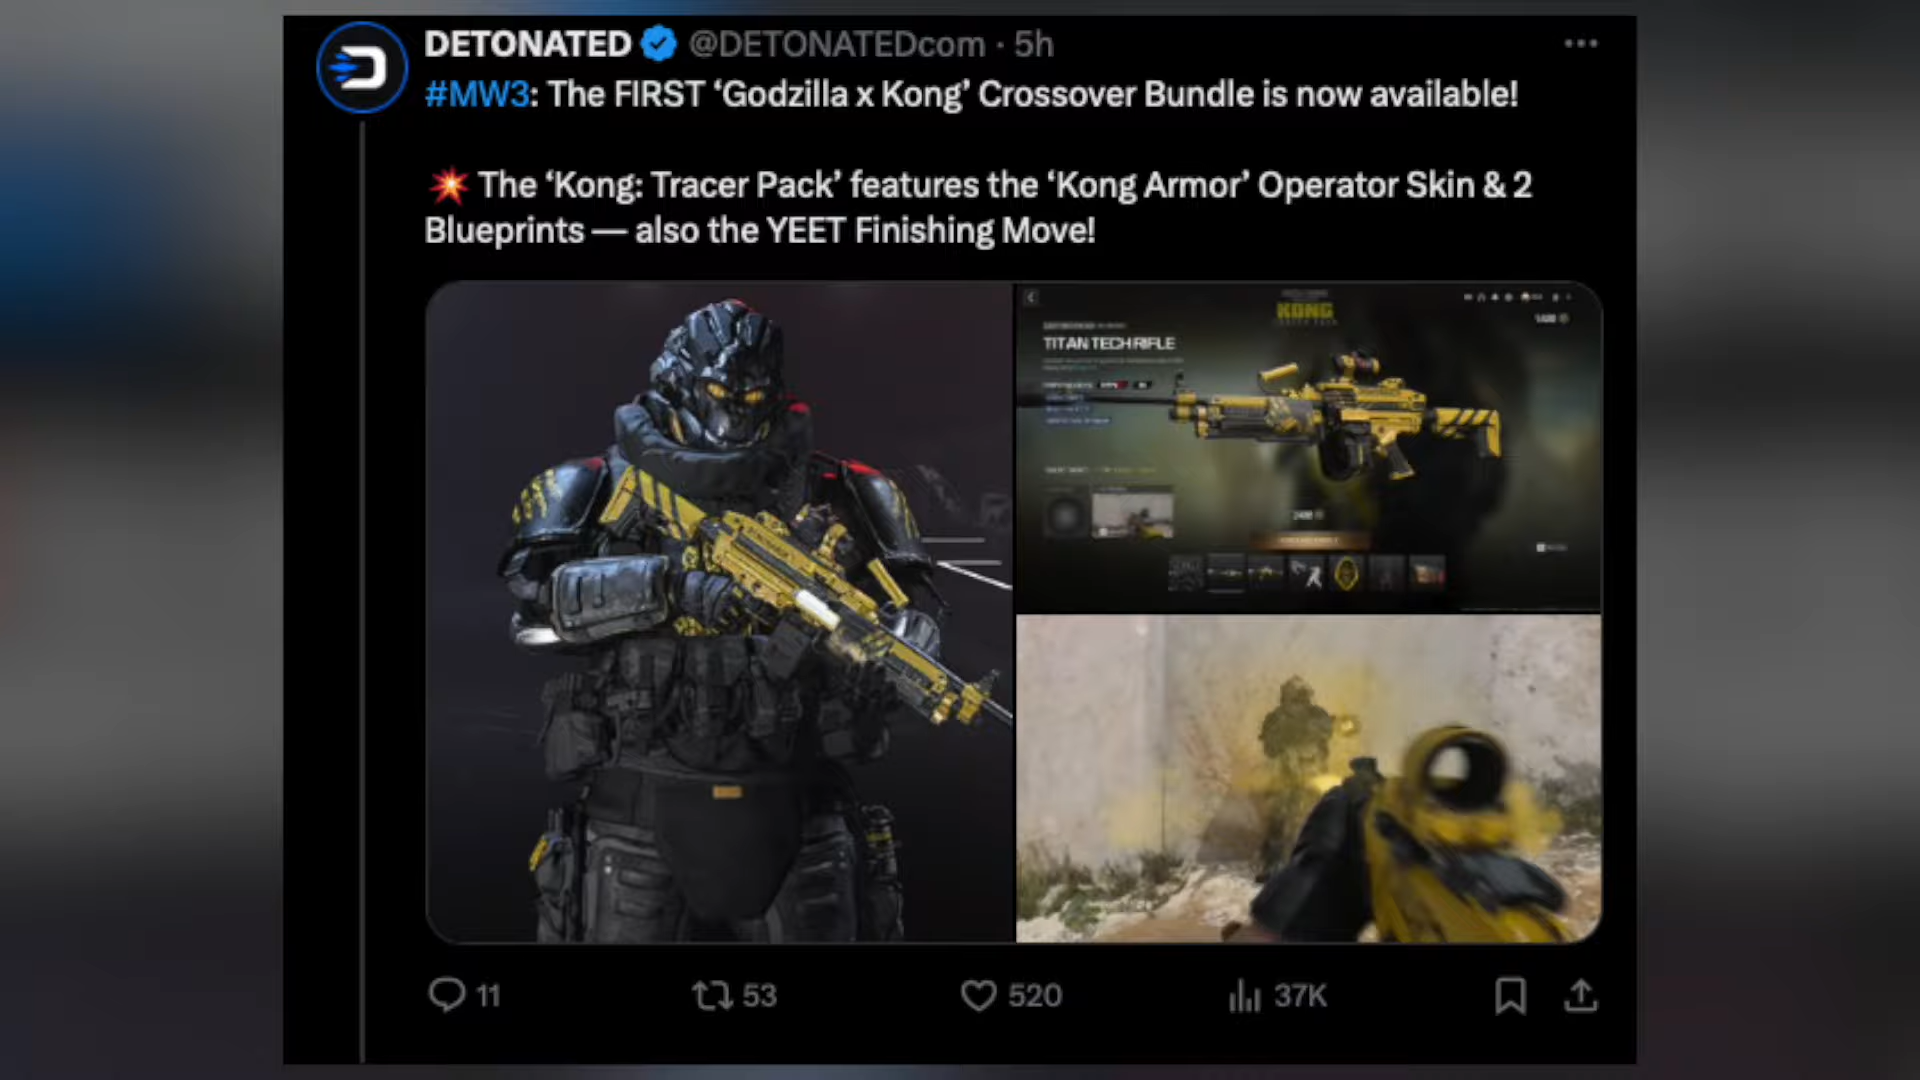 DETONATED @DETONATEDcom · 5h
#MW3: The FIRST ‘Godzilla x Kong’ Crossover Bundle is now available!
💥 The ‘Kong: Tracer Pack’ features the ‘Kong Armor’ Operator Skin & 2
Blueprints — also the YEET Finishing Move!
KONG
TITAN TECH RIFLE
11 53 520 37K